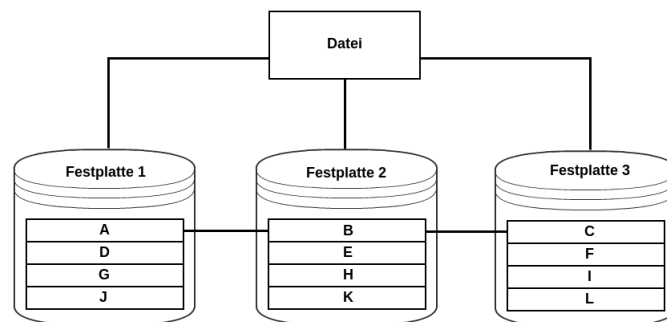 Datei
Festplatte 1
Festplatte 2
Festplatte 3
A
B
C
D
E
F
G
H
I
J
K
L